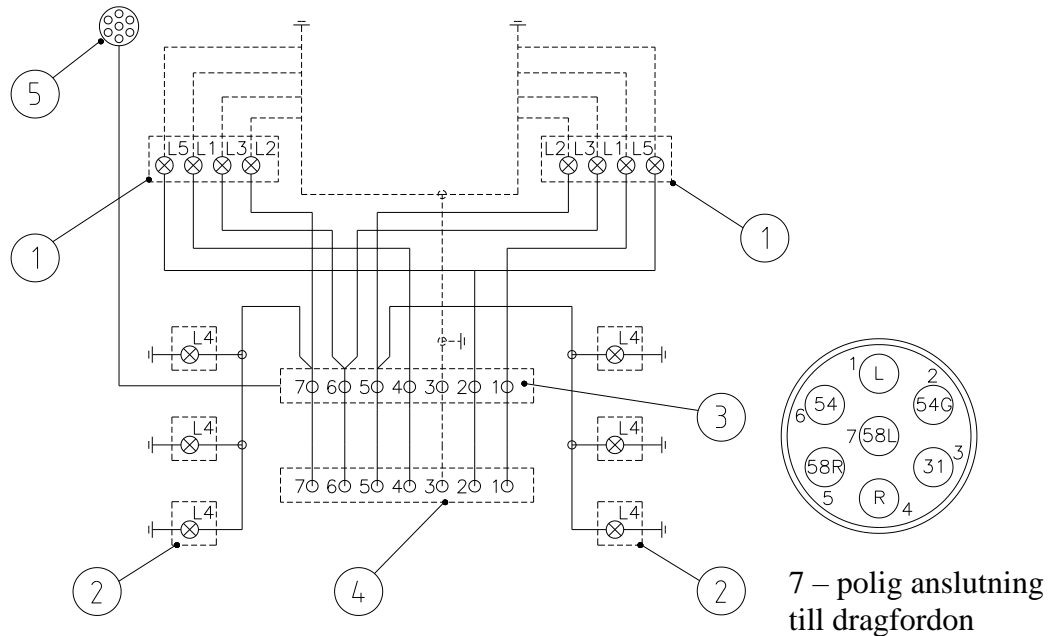 5
L5 L1 L3 L2
L2 L3 L1 L5
1
1
L4
L4
7 6 5 4 3 2 1
3
L4
L4
7 6 5 4 3 2 1
L4
L4
2
4
2
1
L
2
54
54G
6
7
58L
3
58R
31
5
R
4
7 – polig anslutning
till dragfordon